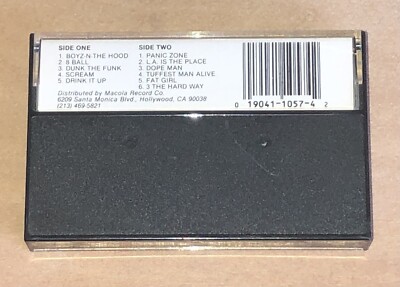 SIDE ONE
1 BOYZ-N-THE HOOD
2 8 BALL
3 DUNK THE FUNK
4 SCREAM
5 DRINK IT UP
SIDE TWO
1 PANIC ZONE
2 L.A. IS THE PLACE
3 DOPE MAN
4 TUFFEST MAN ALIVE
5 FAT GIRL
6 3 THE HARD WAY
Distributed by Macola Record Co.
6209 Santa Monica Blvd., Hollywood, CA 90038
(213) 469-5821
0 19041-1057-4 2